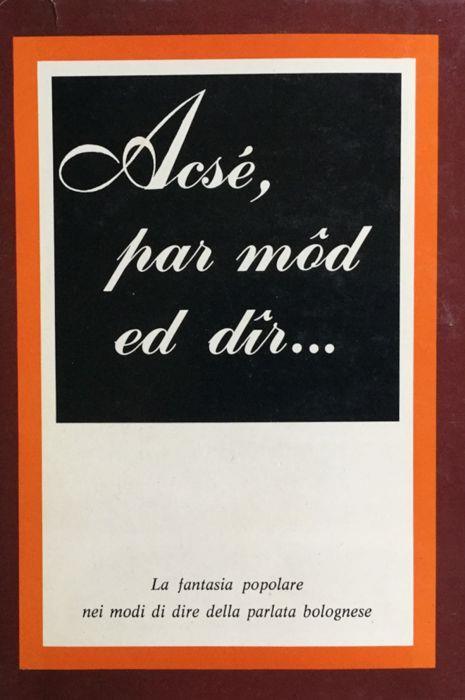 Acsé,
par môd
ed dîr...
La fantasia popolare
nei modi di dire della parlata bolognese